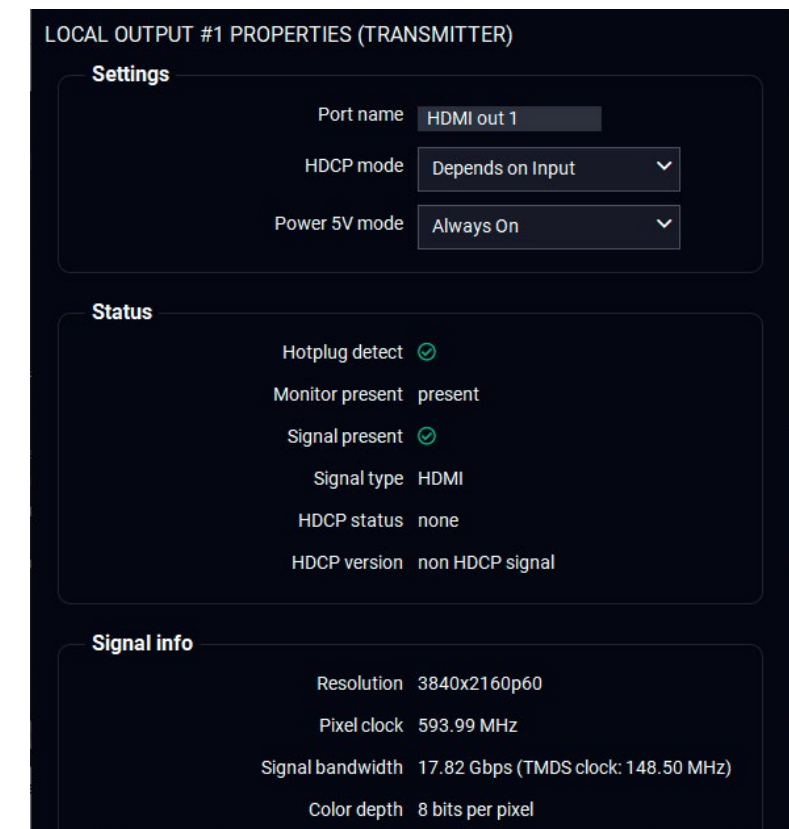 LOCAL OUTPUT #1 PROPERTIES (TRANSMITTER)
Settings
Port name HDMI out 1
HDCP mode Depends on Input
Power 5V mode Always On
Status
Hotplug detect
Monitor present present
Signal present
Signal type HDMI
HDCP status none
HDCP version non HDCP signal
Signal info
Resolution 3840x2160p60
Pixel clock 593.99 MHz
Signal bandwidth 17.82 Gbps (TMDS clock: 148.50 MHz)
Color depth 8 bits per pixel